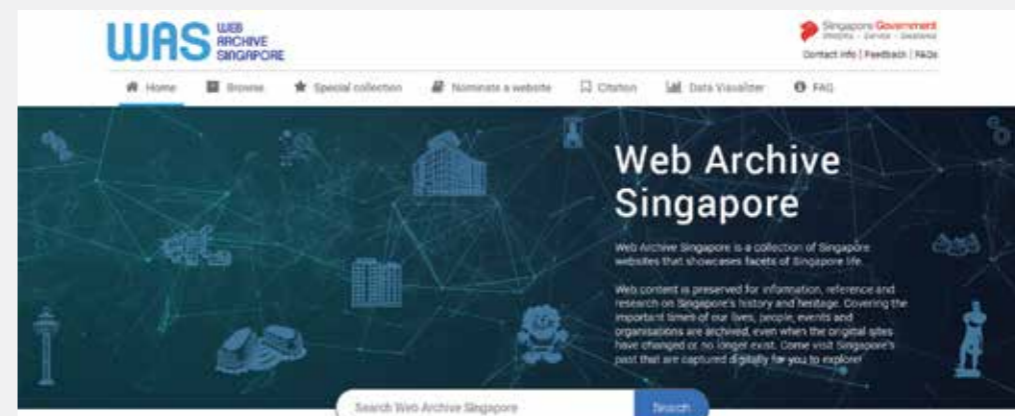 WAS WEB
ARCHIVE
SINGAPORE
Singapore Government
Integrity · Service · Excellence
Contact Info | Feedback | FAQs
Home Browse Special collection Nominate a website Citation Data Visualiser FAQ
Web Archive
Singapore
Web Archive Singapore is a collection of Singapore
websites that showcases facets of Singapore life.
Web content is preserved for information, reference and
research on Singapore's history and heritage. Covering the
important times of our lives, people, events and
organisations are archived, even when the original sites
have changed or no longer exist. Come visit Singapore's
past that are captured digitally for you to explore!
Search Web Archive Singapore Search